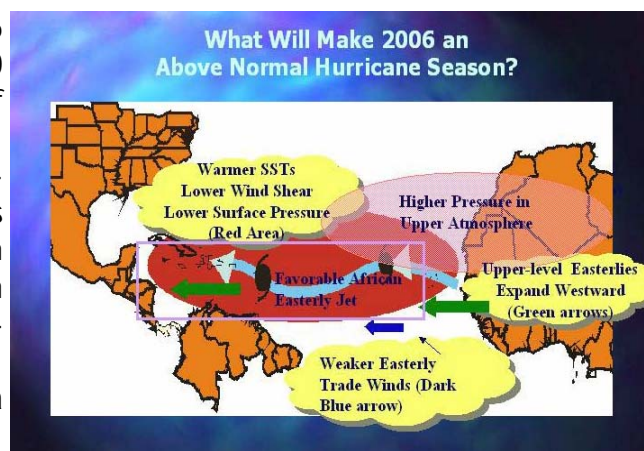 What Will Make 2006 an
Above Normal Hurricane Season?
Warmer SSTs
Lower Wind Shear
Lower Surface Pressure
(Red Area)
Higher Pressure in
Upper Atmosphere
Favorable African
Easterly Jet
Upper-level Easterlies
Expand Westward
(Green arrows)
Weaker Easterly
Trade Winds (Dark
Blue arrow)